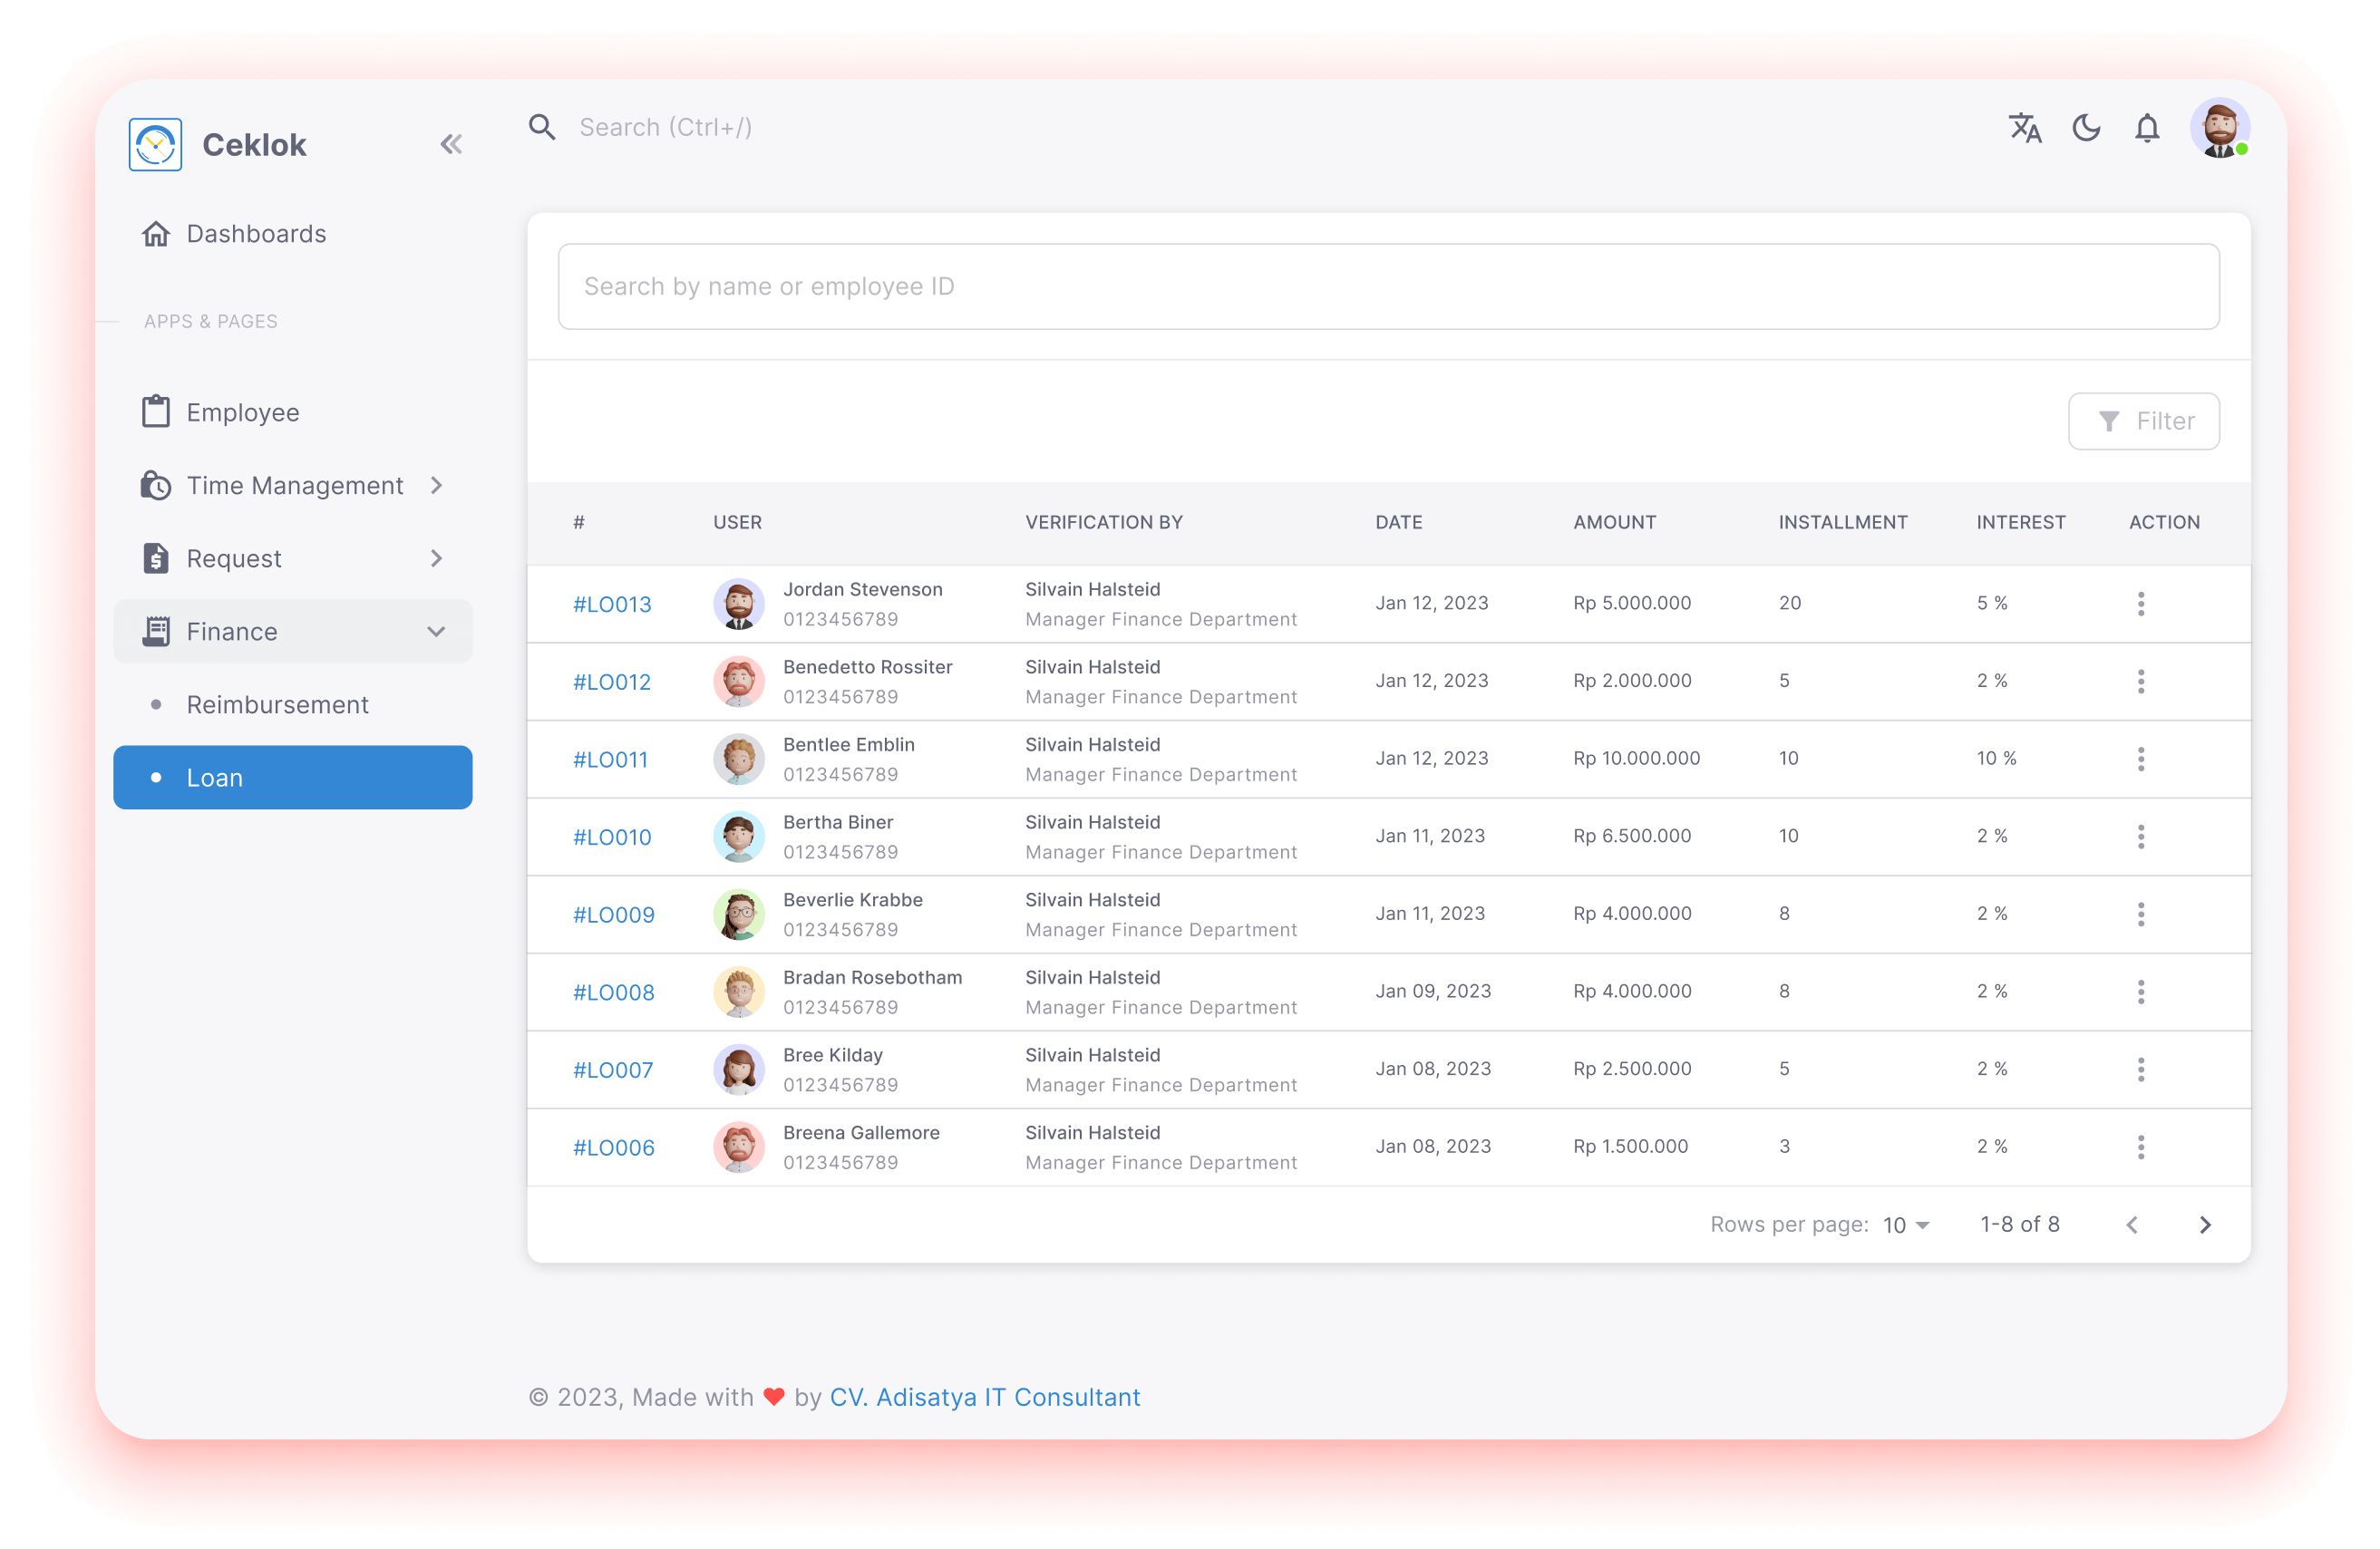 Ceklok
Search (Ctrl+/)
Dashboards
APPS & PAGES
Employee
Time Management
Request
Finance
Reimbursement
Loan
Search by name or employee ID
Filter
# USER VERIFICATION BY DATE AMOUNT INSTALLMENT INTEREST ACTION
#LO013 Jordan Stevenson Silvain Halsteid Jan 12, 2023 Rp 5.000.000 20 5 %
0123456789 Manager Finance Department
#LO012 Benedetto Rossiter Silvain Halsteid Jan 12, 2023 Rp 2.000.000 5 2 %
0123456789 Manager Finance Department
#LO011 Bentlee Emblin Silvain Halsteid Jan 12, 2023 Rp 10.000.000 10 10 %
0123456789 Manager Finance Department
#LO010 Bertha Biner Silvain Halsteid Jan 11, 2023 Rp 6.500.000 10 2 %
0123456789 Manager Finance Department
#LO009 Beverlie Krabbe Silvain Halsteid Jan 11, 2023 Rp 4.000.000 8 2 %
0123456789 Manager Finance Department
#LO008 Bradan Rosebotham Silvain Halsteid Jan 09, 2023 Rp 4.000.000 8 2 %
0123456789 Manager Finance Department
#LO007 Bree Kilday Silvain Halsteid Jan 08, 2023 Rp 2.500.000 5 2 %
0123456789 Manager Finance Department
#LO006 Breena Gallemore Silvain Halsteid Jan 08, 2023 Rp 1.500.000 3 2 %
0123456789 Manager Finance Department
Rows per page: 10 1-8 of 8
© 2023, Made with ❤ by CV. Adisatya IT Consultant